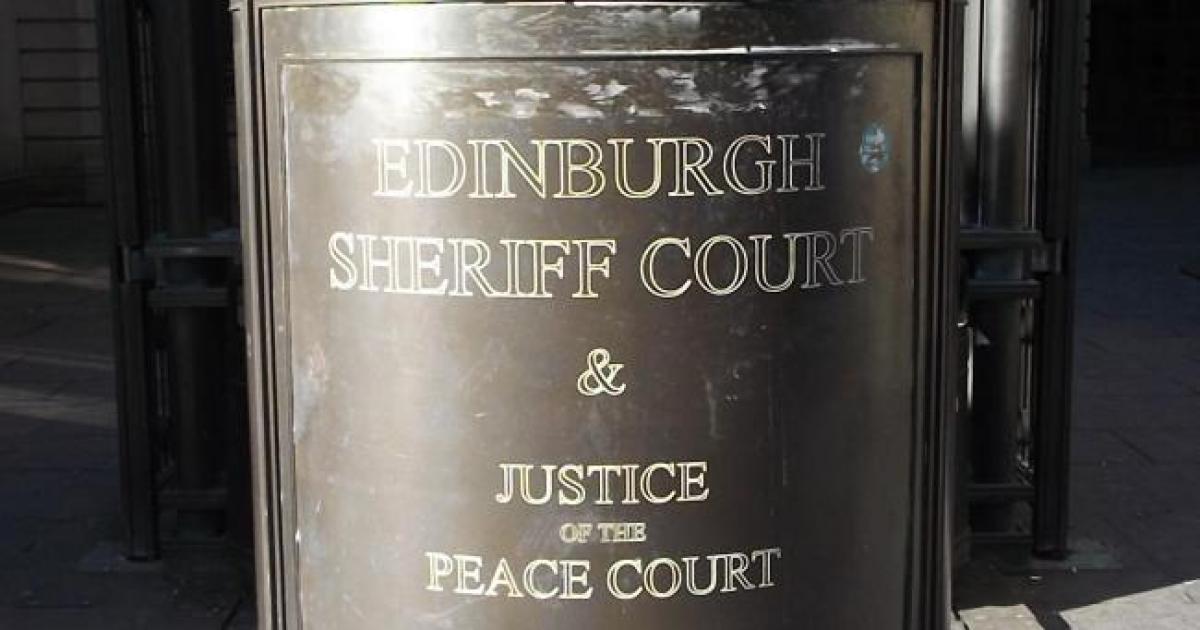 EDINBURGH
SHERIFF COURT
&
JUSTICE
OF THE
PEACE COURT